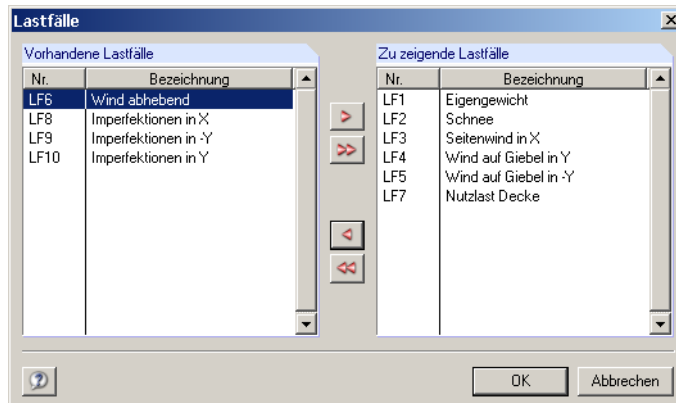 Lastfälle
Vorhandene Lastfälle
Nr. Bezeichnung
LF6 Wind abhebend
LF8 Imperfektionen in X
LF9 Imperfektionen in -Y
LF10 Imperfektionen in Y
Zu zeigende Lastfälle
Nr. Bezeichnung
LF1 Eigengewicht
LF2 Schnee
LF3 Seitenwind in X
LF4 Wind auf Giebel in Y
LF5 Wind auf Giebel in -Y
LF7 Nutzlast Decke
OK Abbrechen